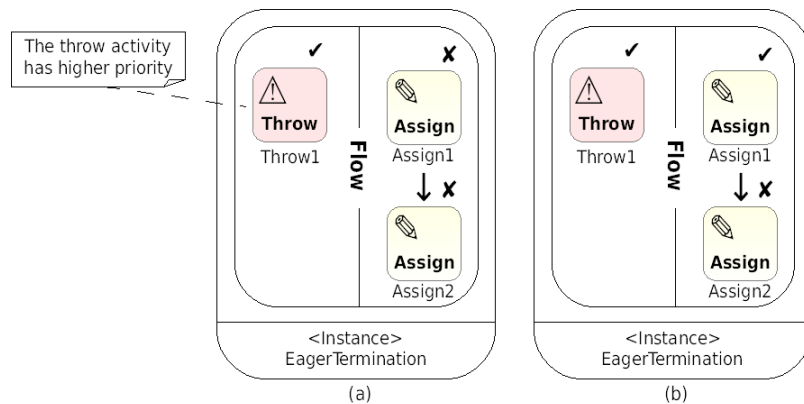 The throw activity
has higher priority
✔
✘
Throw
Throw1
Flow
Assign
Assign1
✘
Assign
Assign2
<Instance>
EagerTermination
(a)
✔
✔
Throw
Throw1
Flow
Assign
Assign1
✘
Assign
Assign2
<Instance>
EagerTermination
(b)